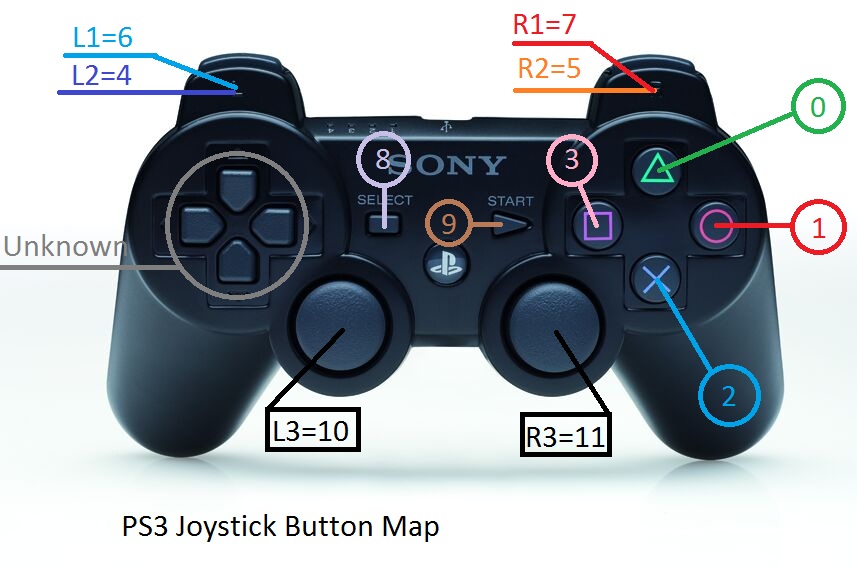 L1=6
L2=4
R1=7
R2=5
0
8
SONY
3
SELECT
START
9
1
Unknown
2
L3=10
R3=11
PS3 Joystick Button Map